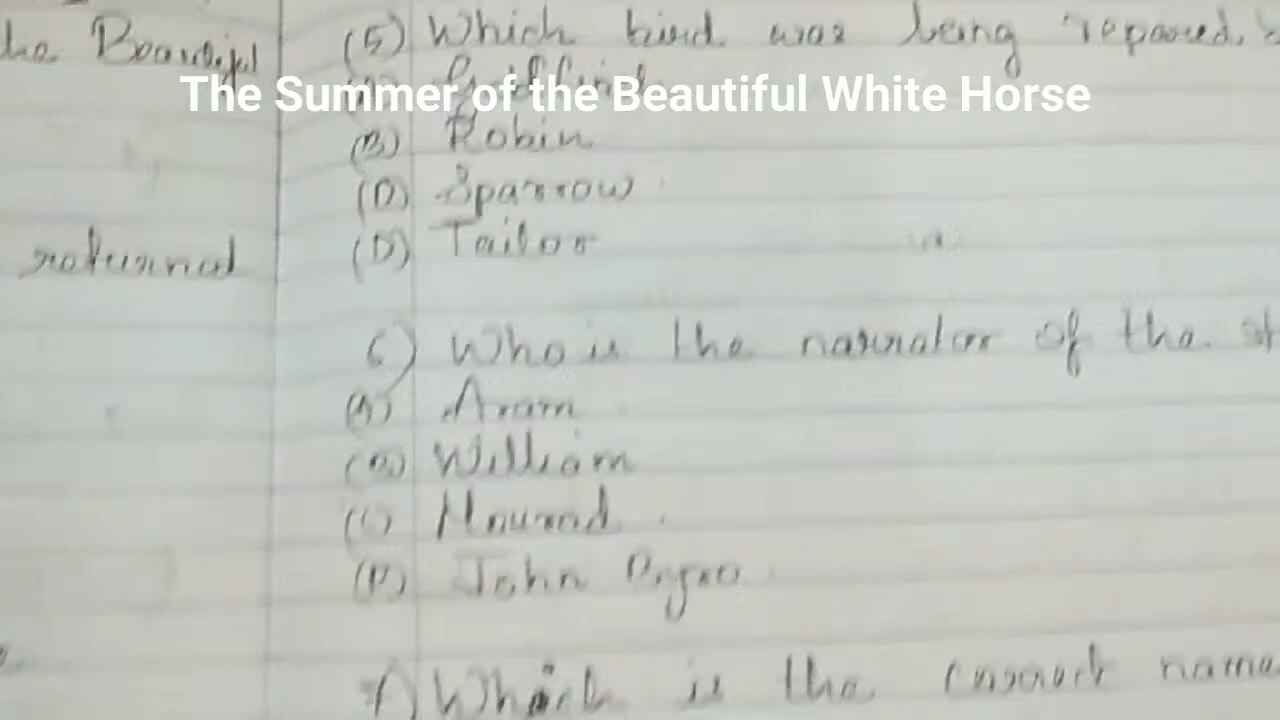 the Beautiful
(5) Which bird was being repaired,
The Summer of the Beautiful White Horse
(B) Robin
(D) Sparrow
(D) Tailor
returned
6) Who is the narrator of the st
(A) Aram
(B) William
(C) Mourad
(D) John
7) Which is the correct name